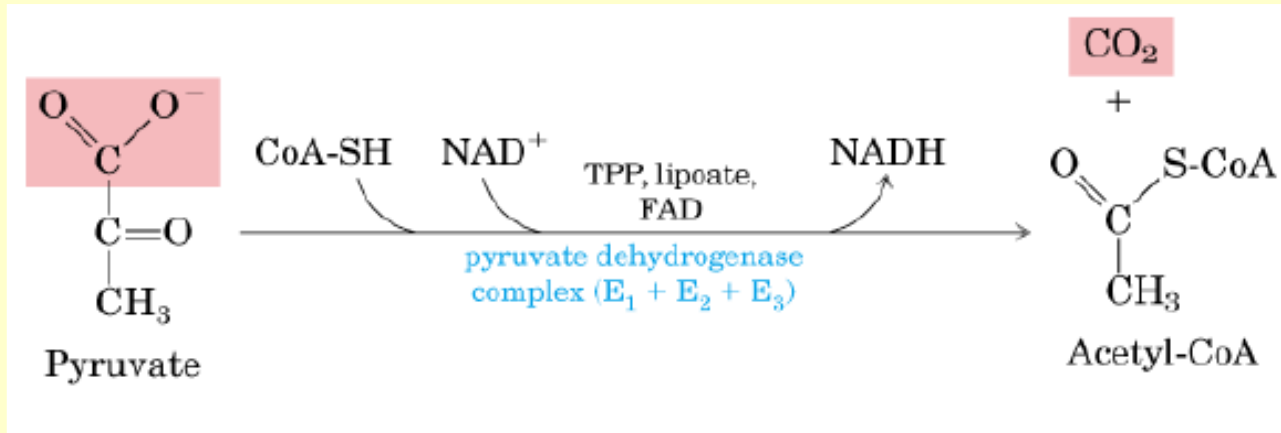 O O⁻
C
C=O
CH₃
Pyruvate
CoA-SH NAD⁺
TPP, lipoate,
FAD
NADH
pyruvate dehydrogenase
complex (E₁ + E₂ + E₃)
CO₂
+
O S-CoA
C
CH₃
Acetyl-CoA